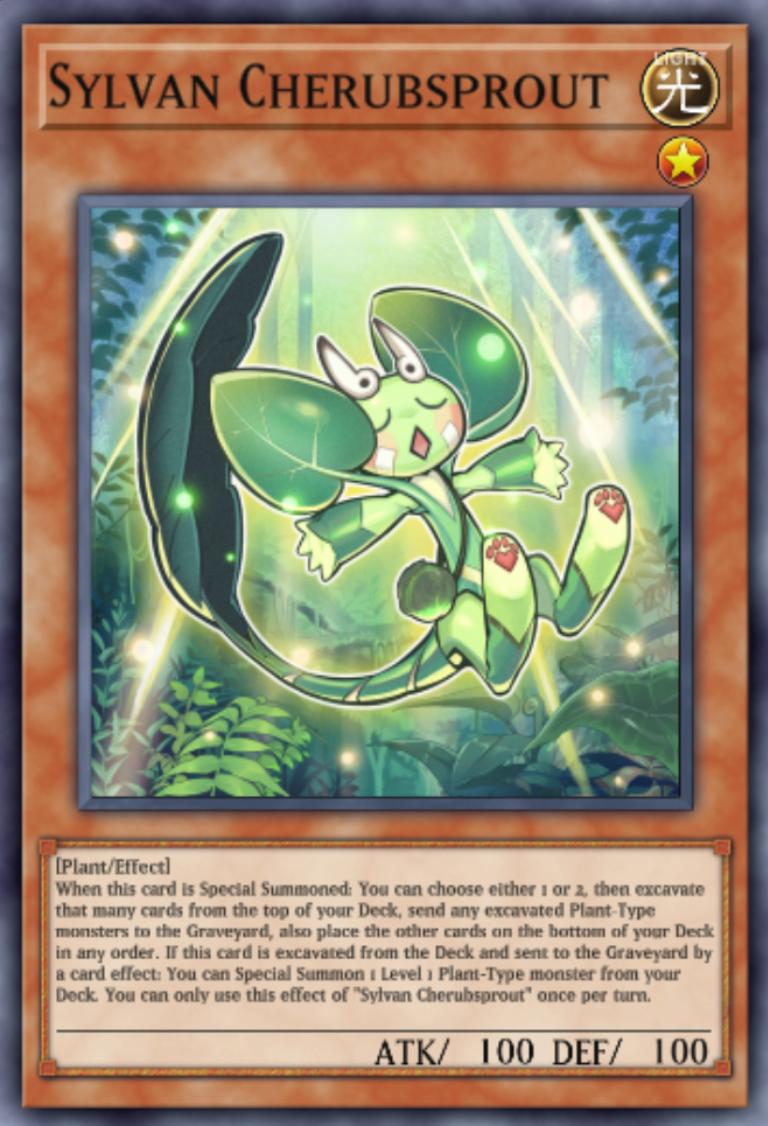 SYLVAN CHERUBSPROUT
LIGHT
光
[Plant/Effect]
When this card is Special Summoned: You can choose either 1 or 2, then excavate
that many cards from the top of your Deck, send any excavated Plant-Type
monsters to the Graveyard, also place the other cards on the bottom of your Deck
in any order. If this card is excavated from the Deck and sent to the Graveyard by
a card effect: You can Special Summon 1 Level 1 Plant-Type monster from your
Deck. You can only use this effect of "Sylvan Cherubsprout" once per turn.
ATK/ 100 DEF/ 100